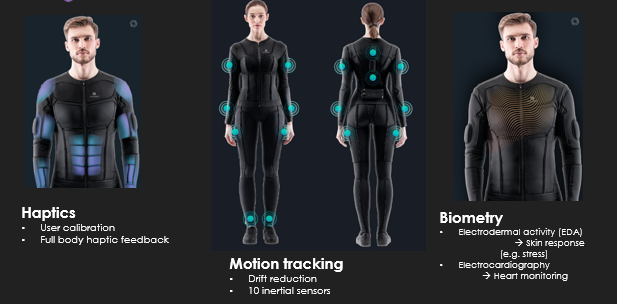 Haptics
• User calibration
• Full body haptic feedback
Motion tracking
• Drift reduction
• 10 inertial sensors
Biometry
• Electrodermal activity (EDA)
→ Skin response
(e.g. stress)
• Electrocardiography
→ Heart monitoring